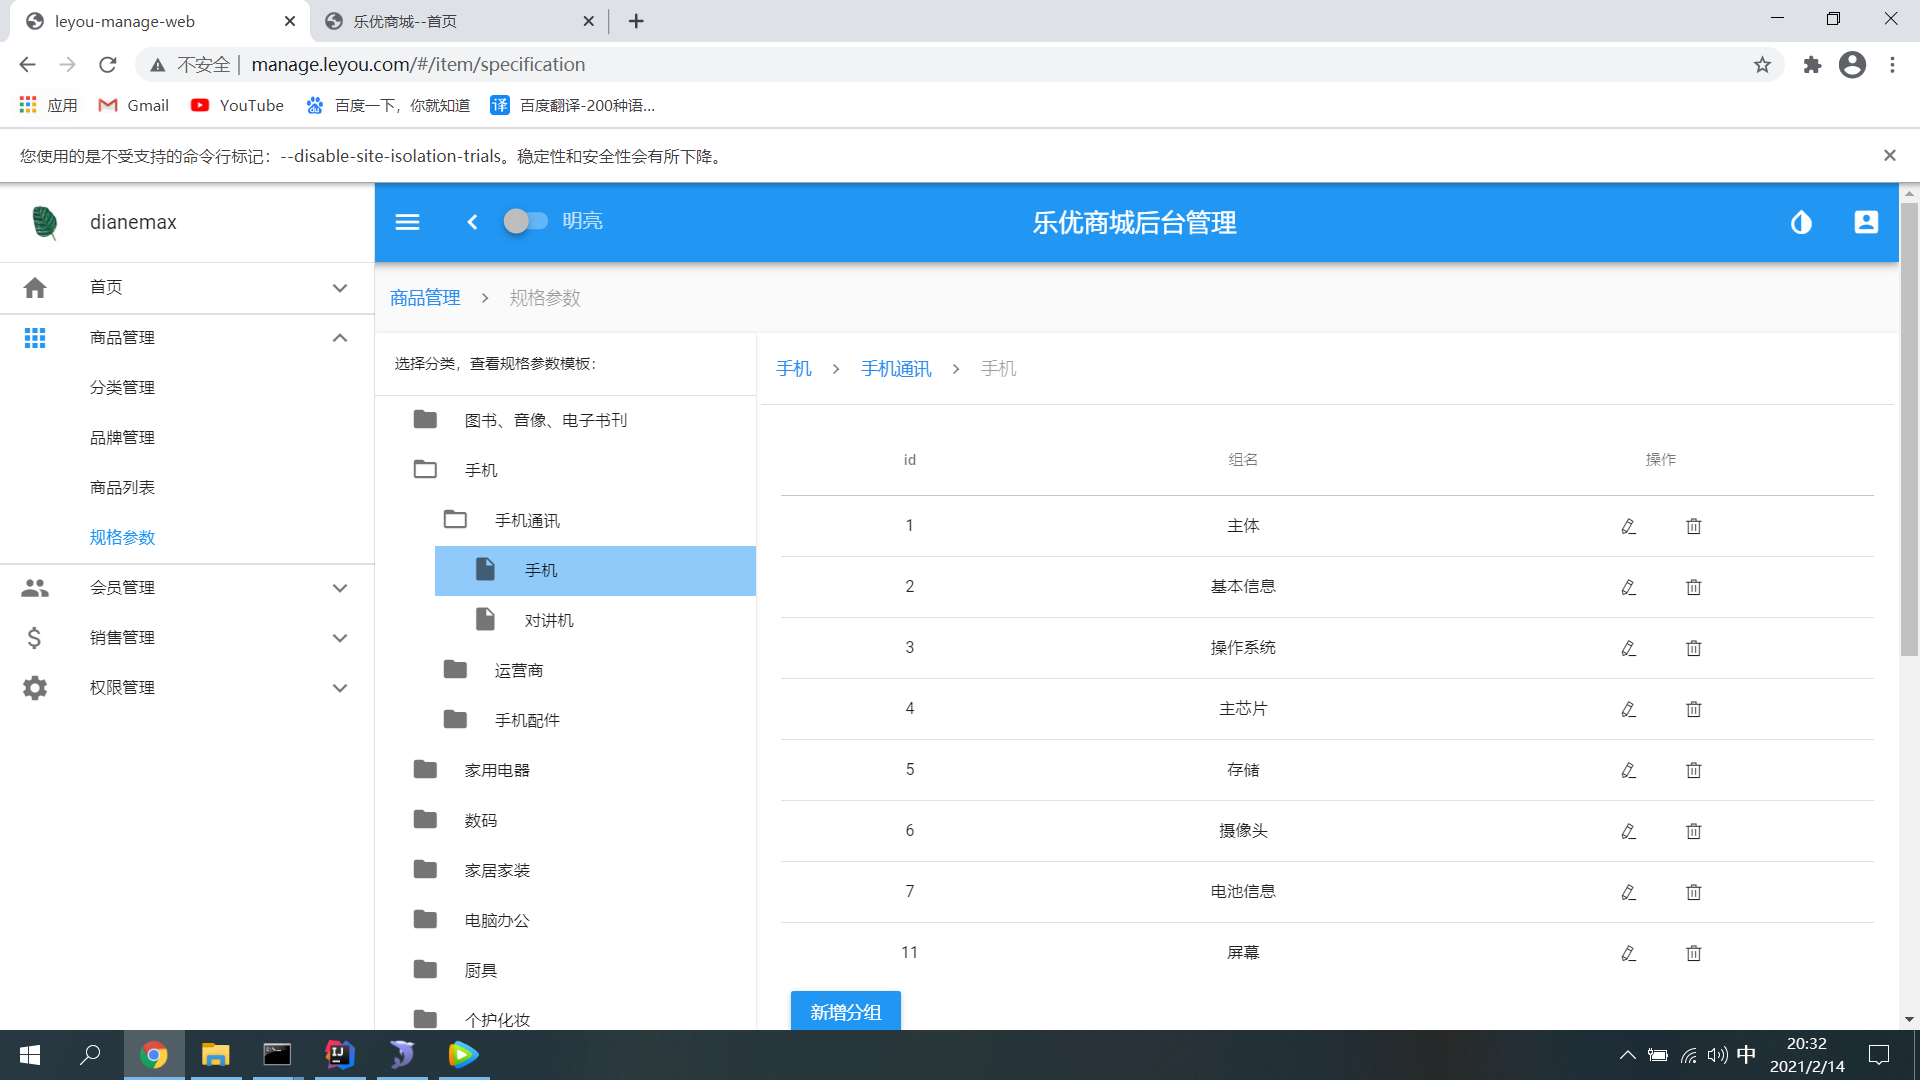 leyou-manage-web
乐优商城--首页
不安全 | manage.leyou.com/#/item/specification
应用 Gmail YouTube 百度一下，你就知道 译 百度翻译-200种语...
您使用的是不受支持的命令行标记：--disable-site-isolation-trials。稳定性和安全性会有所下降。
dianemax
明亮
乐优商城后台管理
首页
商品管理
分类管理
品牌管理
商品列表
规格参数
会员管理
销售管理
权限管理
商品管理 > 规格参数
选择分类，查看规格参数模板：
图书、音像、电子书刊
手机
手机通讯
手机
对讲机
运营商
手机配件
家用电器
数码
家居家装
电脑办公
厨具
个护化妆
手机 > 手机通讯 > 手机
id 组名 操作
1 主体
2 基本信息
3 操作系统
4 主芯片
5 存储
6 摄像头
7 电池信息
11 屏幕
新增分组
中
20:32
2021/2/14